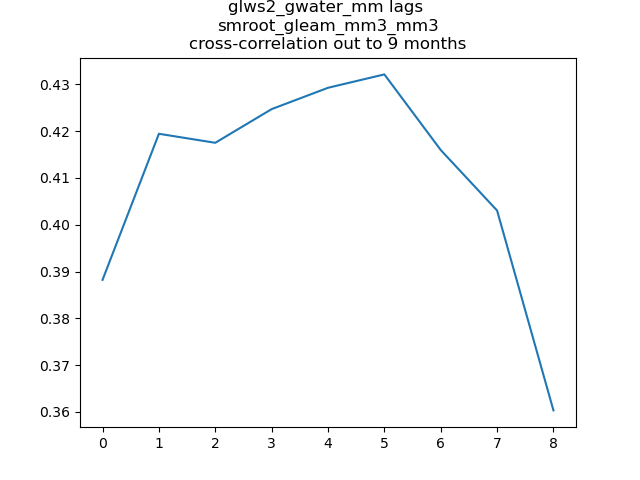 glws2_gwater_mm lags
smroot_gleam_mm3_mm3
cross-correlation out to 9 months
0.43
0.42
0.41
0.40
0.39
0.38
0.37
0.36
0 1 2 3 4 5 6 7 8